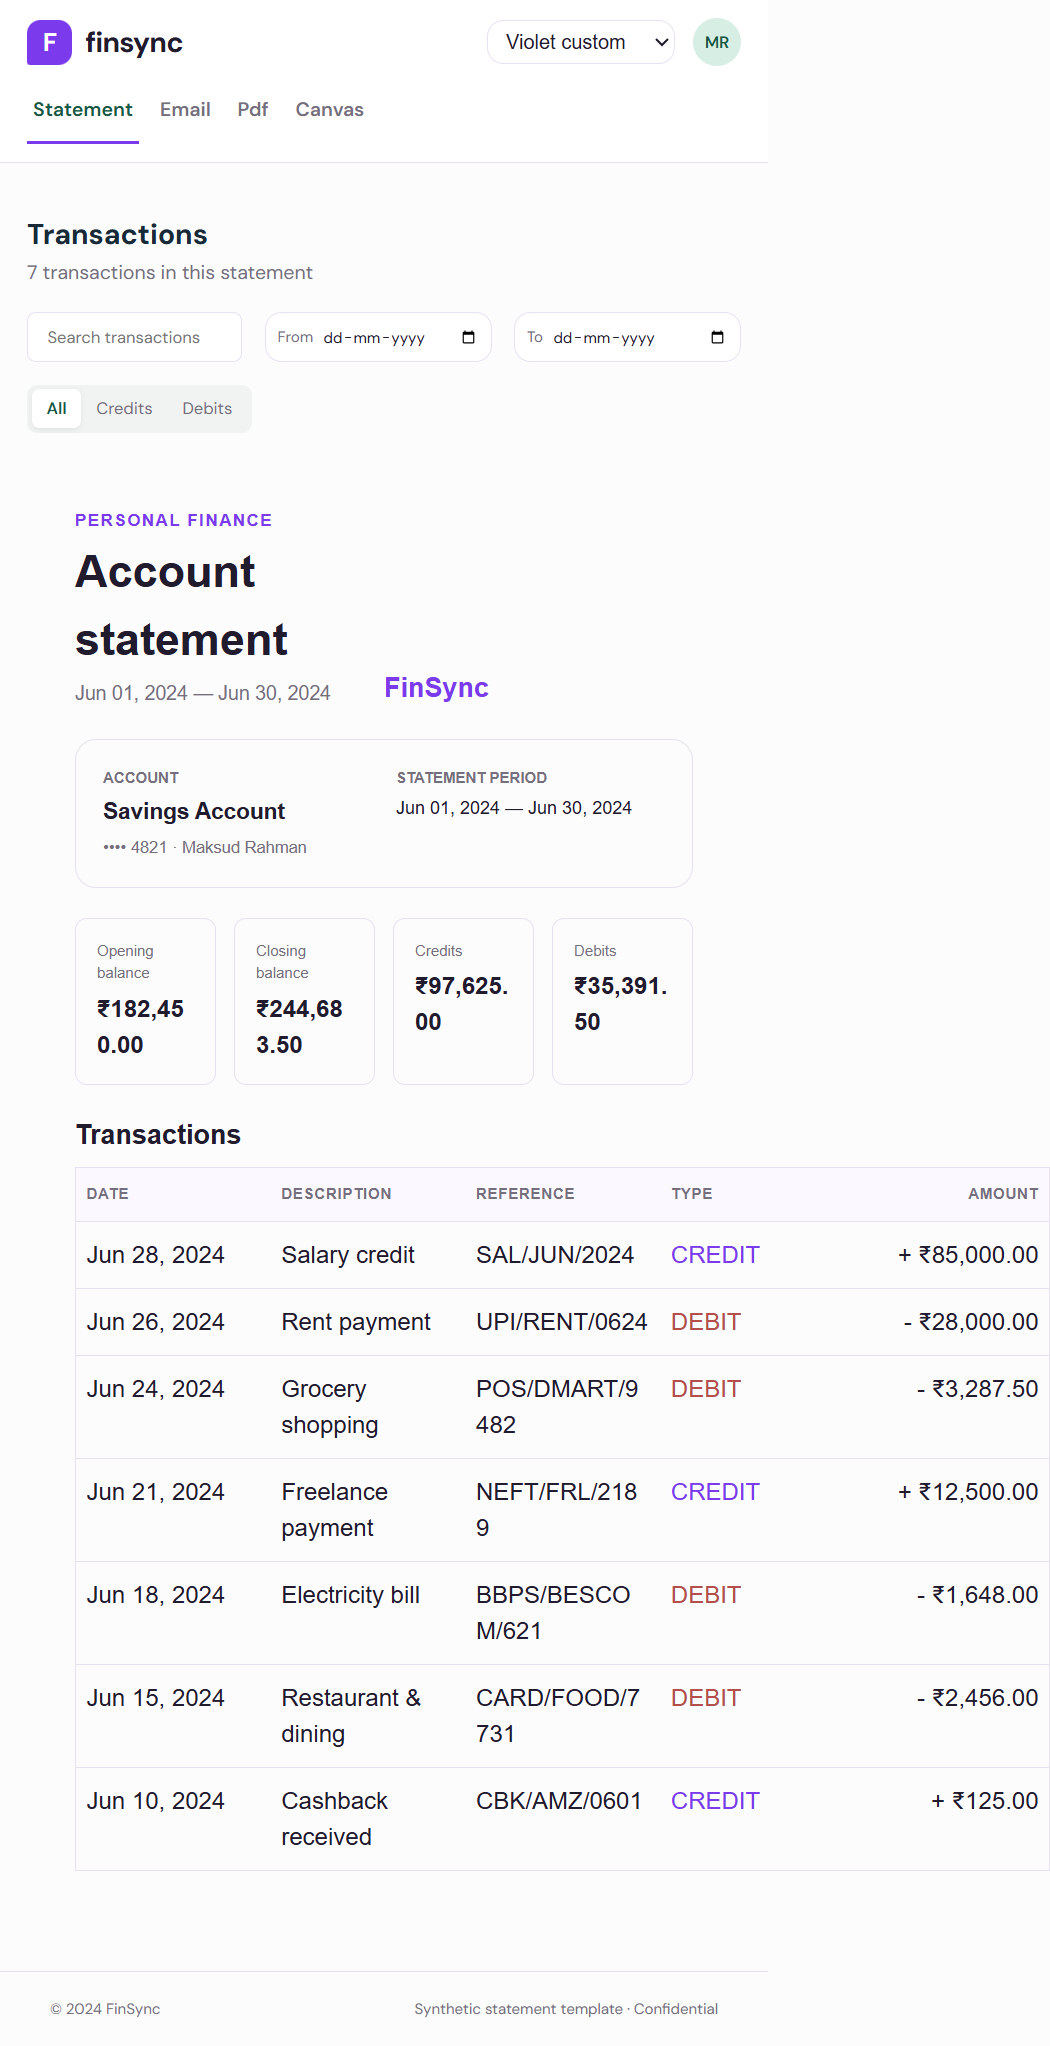 F finsync
Violet custom
MR
Statement Email Pdf Canvas
Transactions
7 transactions in this statement
Search transactions
From dd-mm-yyyy
To dd-mm-yyyy
All Credits Debits
PERSONAL FINANCE
Account
statement
Jun 01, 2024 — Jun 30, 2024
FinSync
ACCOUNT
Savings Account
•••• 4821 · Maksud Rahman
STATEMENT PERIOD
Jun 01, 2024 — Jun 30, 2024
Opening
balance
₹182,45
0.00
Closing
balance
₹244,68
3.50
Credits
₹97,625.
00
Debits
₹35,391.
50
Transactions
DATE DESCRIPTION REFERENCE TYPE AMOUNT
Jun 28, 2024 Salary credit SAL/JUN/2024 CREDIT + ₹85,000.00
Jun 26, 2024 Rent payment UPI/RENT/0624 DEBIT - ₹28,000.00
Jun 24, 2024 Grocery POS/DMART/9 DEBIT - ₹3,287.50
shopping 482
Jun 21, 2024 Freelance NEFT/FRL/218 CREDIT + ₹12,500.00
payment 9
Jun 18, 2024 Electricity bill BBPS/BESCO DEBIT - ₹1,648.00
M/621
Jun 15, 2024 Restaurant & CARD/FOOD/7 DEBIT - ₹2,456.00
dining 731
Jun 10, 2024 Cashback CBK/AMZ/0601 CREDIT + ₹125.00
received
© 2024 FinSync
Synthetic statement template · Confidential